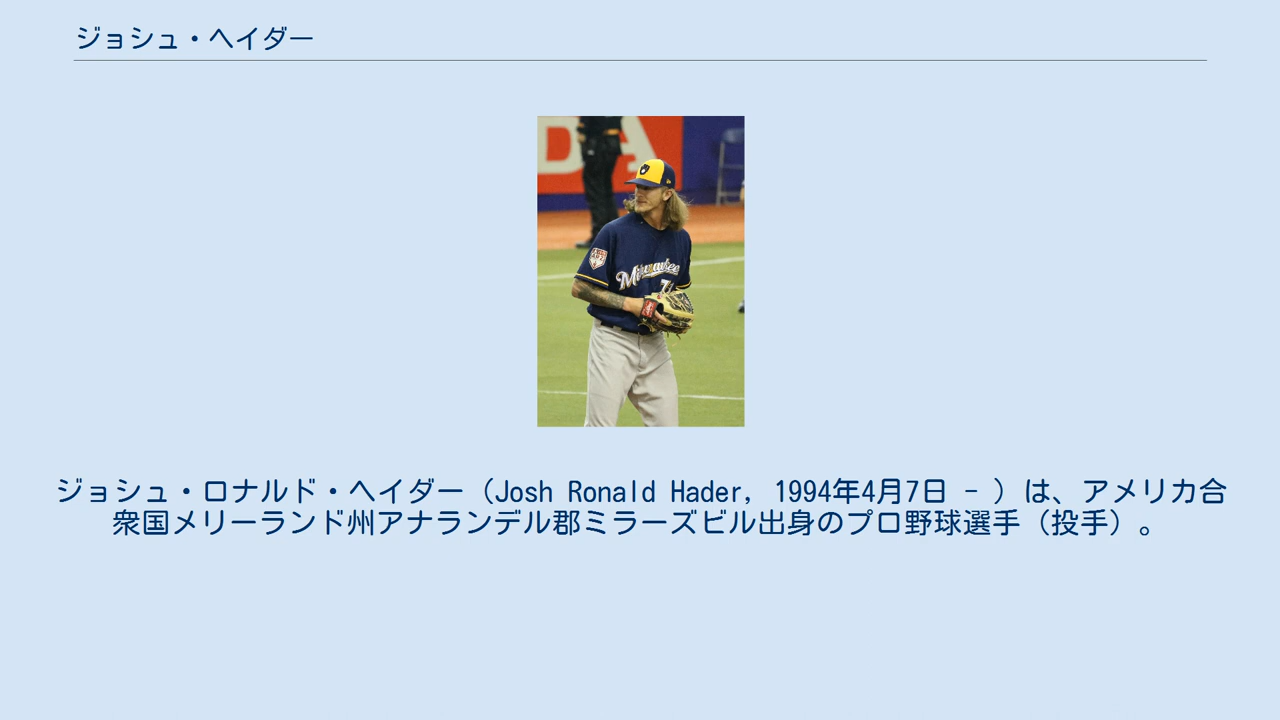 ジョシュ・ヘイダー
DA
Milwaukee
71
ジョシュ・ロナルド・ヘイダー（Josh Ronald Hader, 1994年4月7日 - ）は、アメリカ合
衆国メリーランド州アナランデル郡ミラーズビル出身のプロ野球選手（投手）。